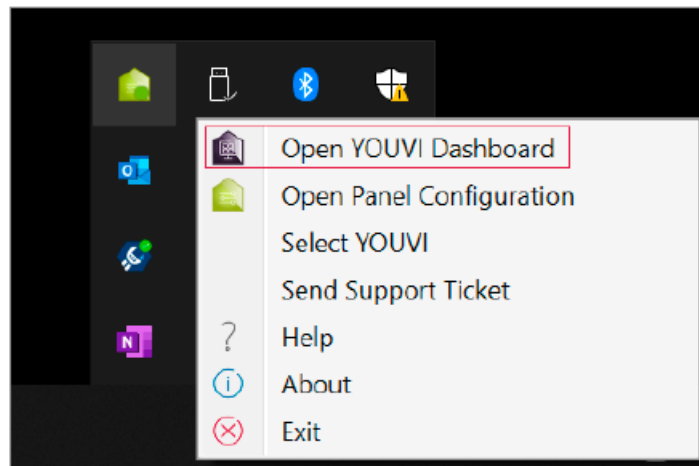 Open YOUVI Dashboard
Open Panel Configuration
Select YOUVI
Send Support Ticket
Help
About
Exit